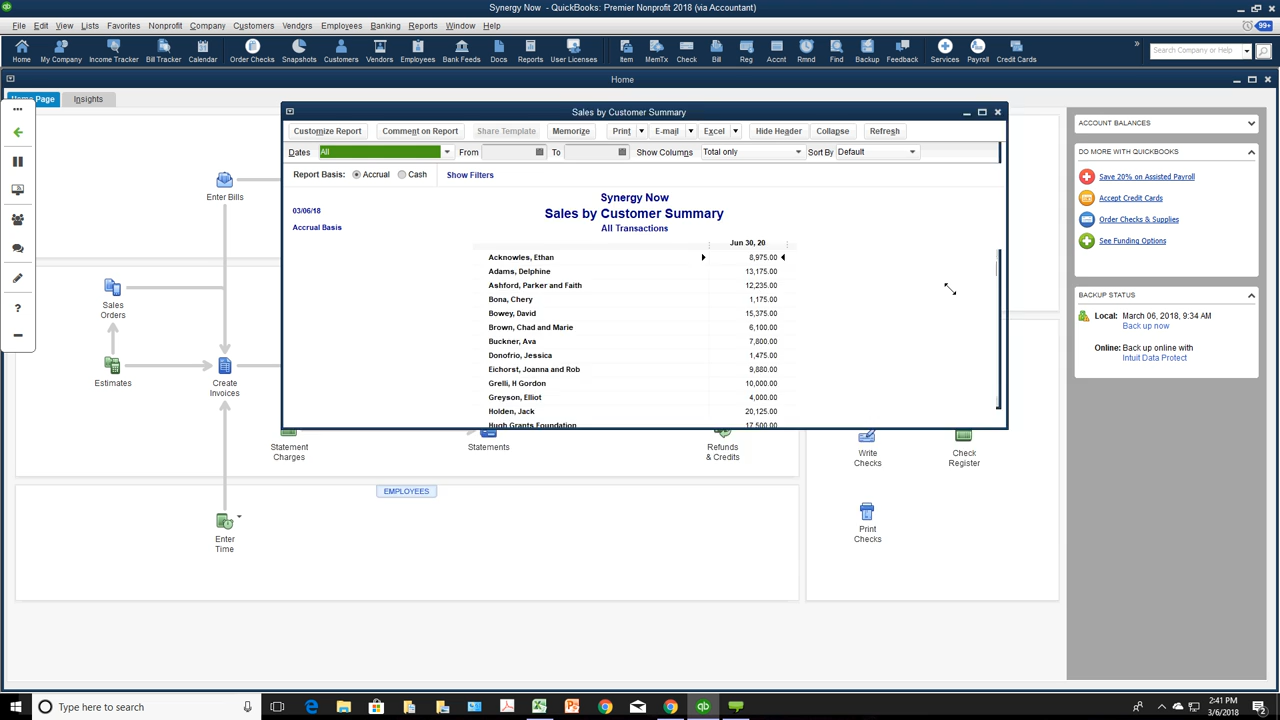 Synergy Now - QuickBooks: Premier Nonprofit 2018 (via Accountant)
File Edit View Lists Favorites Nonprofit Company Customers Vendors Employees Banking Reports Window Help
99+
Home My Company Income Tracker Bill Tracker Calendar Order Checks Snapshots Customers Vendors Employees Bank Feeds Docs Reports User Licenses Item MemTx Check Bill Reg Accnt Rmdr Find Backup Feedback Services Payroll Credit Cards
Search Company or Help
Home
Home Page Insights
Sales by Customer Summary
Customize Report Comment on Report Share Template Memorize Print E-mail Excel Hide Header Collapse Refresh
Dates All From To Show Columns Total only Sort By Default
Report Basis: Accrual Cash Show Filters
03/06/18
Accrual Basis
Synergy Now
Sales by Customer Summary
All Transactions
Jun 30, 20
Acknowles, Ethan 8,975.00
Adams, Delphine 13,175.00
Ashford, Parker and Faith 12,235.00
Bona, Chery 1,175.00
Bowey, David 15,375.00
Brown, Chad and Marie 6,100.00
Buckner, Ava 7,800.00
Donofrio, Jessica 1,475.00
Eichorst, Joanna and Rob 9,880.00
Grelli, H Gordon 10,000.00
Greyson, Elliot 4,000.00
Holden, Jack 20,125.00
Hugh Grants Foundation 17,500.00
Enter Bills
Sales
Orders
Estimates
Create
Invoices
Statement
Charges
Statements
Refunds
& Credits
EMPLOYEES
Enter
Time
Write
Checks
Check
Register
Print
Checks
ACCOUNT BALANCES
DO MORE WITH QUICKBOOKS
Save 20% on Assisted Payroll
Accept Credit Cards
Order Checks & Supplies
See Funding Options
BACKUP STATUS
Local: March 06, 2018, 9:34 AM
Backup now
Online: Back up online with
Intuit Data Protect
?
Type here to search
2:41 PM
3/6/2018
2